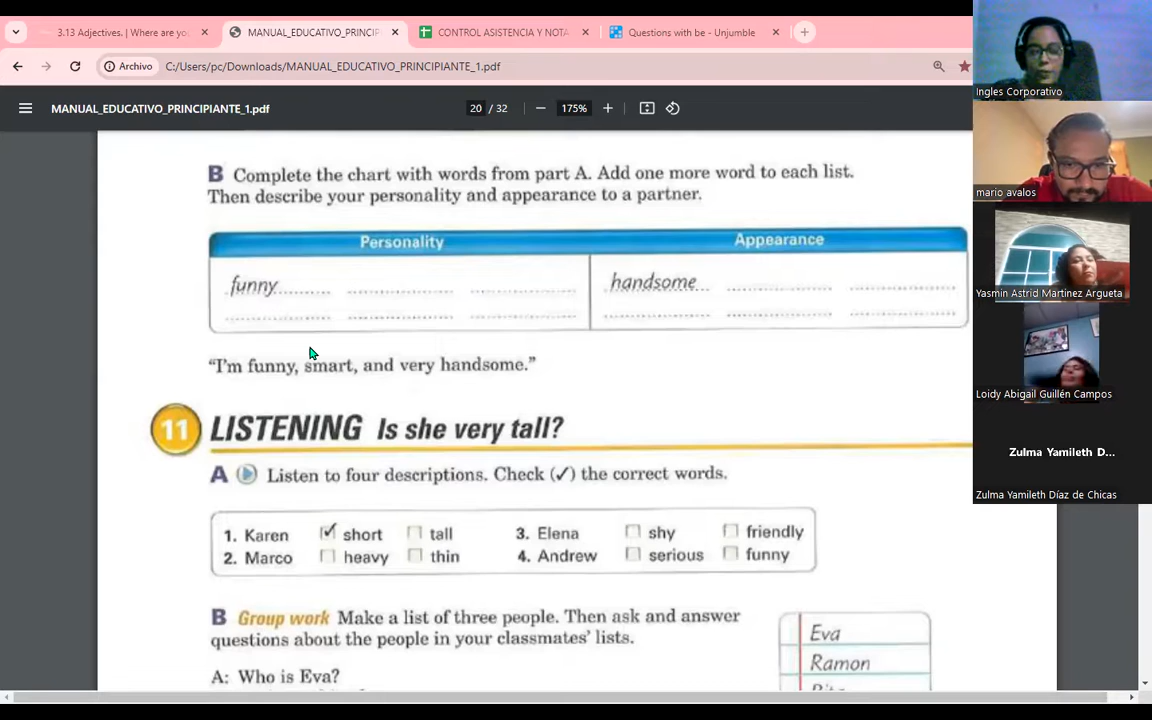 3.13 Adjectives. | Where are yo
MANUAL_EDUCATIVO_PRINCIPI
CONTROL ASISTENCIA Y NOTA
Questions with be - Unjumble
Archivo
C:/Users/pc/Downloads/MANUAL_EDUCATIVO_PRINCIPIANTE_1.pdf
MANUAL_EDUCATIVO_PRINCIPIANTE_1.pdf
20 / 32
175%
B Complete the chart with words from part A. Add one more word to each list.
Then describe your personality and appearance to a partner.
Personality Appearance
funny handsome
“I’m funny, smart, and very handsome.”
11 LISTENING Is she very tall?
A Listen to four descriptions. Check (✓) the correct words.
1. Karen ✓ short tall 3. Elena shy friendly
2. Marco heavy thin 4. Andrew serious funny
B Group work Make a list of three people. Then ask and answer
questions about the people in your classmates’ lists.
A: Who is Eva?
Eva
Ramon
Ingles Corporativo
mario avalos
Yasmin Astrid Martinez Argueta
Loidy Abigail Guillén Campos
Zulma Yamileth D...
Zulma Yamileth Díaz de Chicas